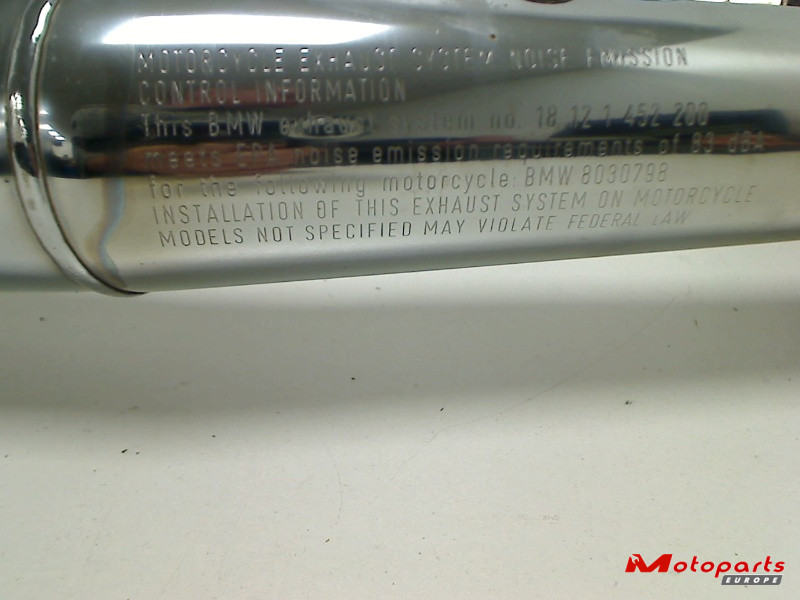 MOTORCYCLE EXHAUST SYSTEM NOISE EMISSION
CONTROL INFORMATION
This BMW exhaust system no. 18 12 1 452 200
meets EPA noise emission requirements of 83 dBA
for the following motorcycle: BMW 8030798
INSTALLATION OF THIS EXHAUST SYSTEM ON MOTORCYCLE
MODELS NOT SPECIFIED MAY VIOLATE FEDERAL LAW
Motoparts
EUROPE